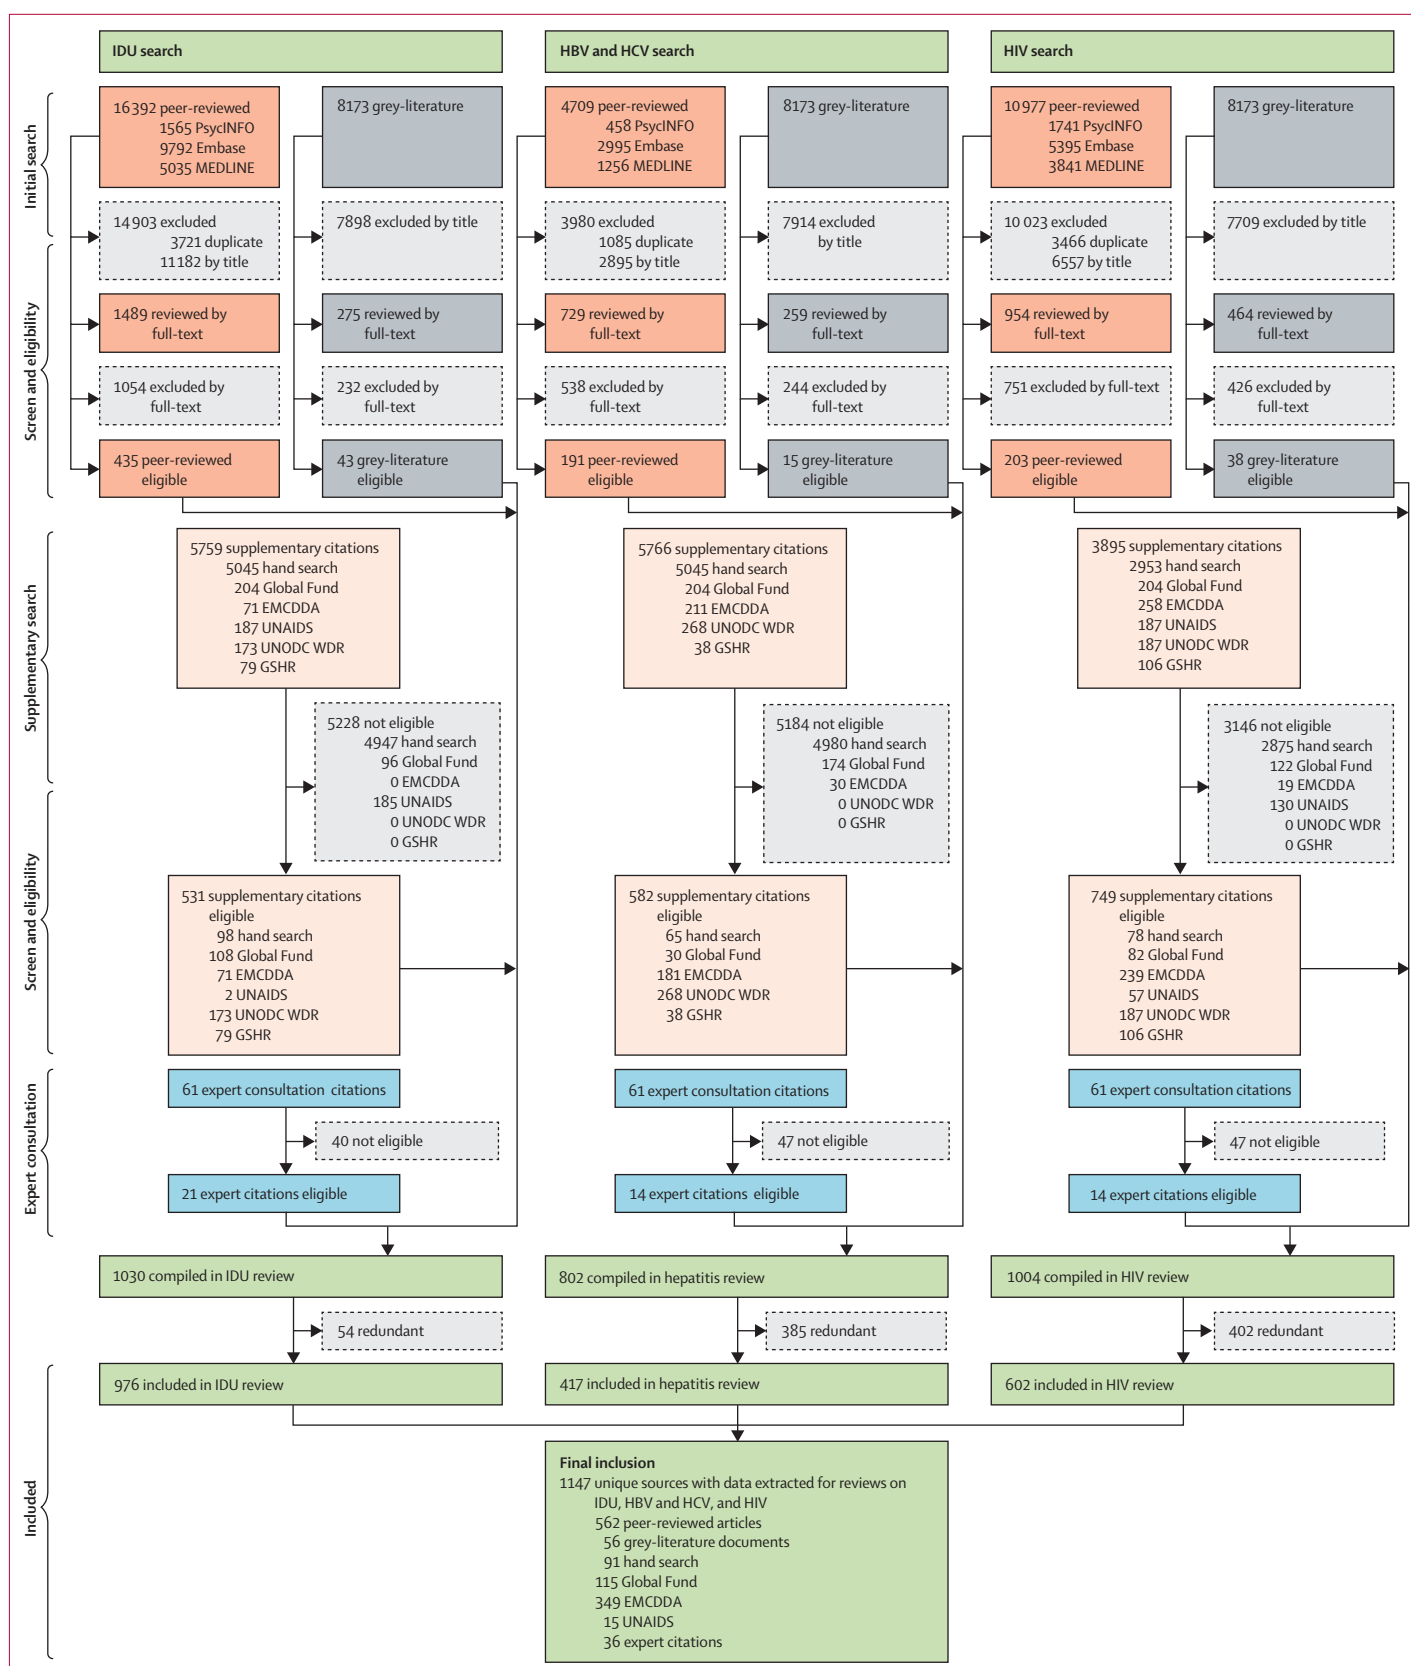 IDU search
HBV and HCV search
HIV search
Initial search
16 392 peer-reviewed
1565 PsycINFO
9792 Embase
5035 MEDLINE
8173 grey-literature
4709 peer-reviewed
458 PsycINFO
2995 Embase
1256 MEDLINE
8173 grey-literature
10 977 peer-reviewed
1741 PsycINFO
5395 Embase
3841 MEDLINE
8173 grey-literature
14 903 excluded
3721 duplicate
11 182 by title
7898 excluded by title
3980 excluded
1085 duplicate
2895 by title
7914 excluded
by title
10 023 excluded
3466 duplicate
6557 by title
7709 excluded by title
Screen and eligibility
1489 reviewed by
full-text
275 reviewed by
full-text
729 reviewed by
full-text
259 reviewed by
full-text
954 reviewed by
full-text
464 reviewed by
full-text
1054 excluded by
full-text
232 excluded by
full-text
538 excluded by
full-text
244 excluded by
full-text
751 excluded by full-text
426 excluded by
full-text
435 peer-reviewed
eligible
43 grey-literature
eligible
191 peer-reviewed
eligible
15 grey-literature
eligible
203 peer-reviewed
eligible
38 grey-literature
eligible
Supplementary search
5759 supplementary citations
5045 hand search
204 Global Fund
71 EMCDDA
187 UNAIDS
173 UNODC WDR
79 GSHR
5766 supplementary citations
5045 hand search
204 Global Fund
211 EMCDDA
268 UNODC WDR
38 GSHR
3895 supplementary citations
2953 hand search
204 Global Fund
258 EMCDDA
187 UNAIDS
187 UNODC WDR
106 GSHR
5228 not eligible
4947 hand search
96 Global Fund
0 EMCDDA
185 UNAIDS
0 UNODC WDR
0 GSHR
5184 not eligible
4980 hand search
174 Global Fund
30 EMCDDA
0 UNODC WDR
0 GSHR
3146 not eligible
2875 hand search
122 Global Fund
19 EMCDDA
130 UNAIDS
0 UNODC WDR
0 GSHR
Screen and eligibility
531 supplementary citations
eligible
98 hand search
108 Global Fund
71 EMCDDA
2 UNAIDS
173 UNODC WDR
79 GSHR
582 supplementary citations
eligible
65 hand search
30 Global Fund
181 EMCDDA
268 UNODC WDR
38 GSHR
749 supplementary citations
eligible
78 hand search
82 Global Fund
239 EMCDDA
57 UNAIDS
187 UNODC WDR
106 GSHR
Expert consultation
61 expert consultation citations
61 expert consultation citations
61 expert consultation citations
40 not eligible
47 not eligible
47 not eligible
21 expert citations eligible
14 expert citations eligible
14 expert citations eligible
1030 compiled in IDU review
802 compiled in hepatitis review
1004 compiled in HIV review
54 redundant
385 redundant
402 redundant
Included
976 included in IDU review
417 included in hepatitis review
602 included in HIV review
Final inclusion
1147 unique sources with data extracted for reviews on
IDU, HBV and HCV, and HIV
562 peer-reviewed articles
56 grey-literature documents
91 hand search
115 Global Fund
349 EMCDDA
15 UNAIDS
36 expert citations